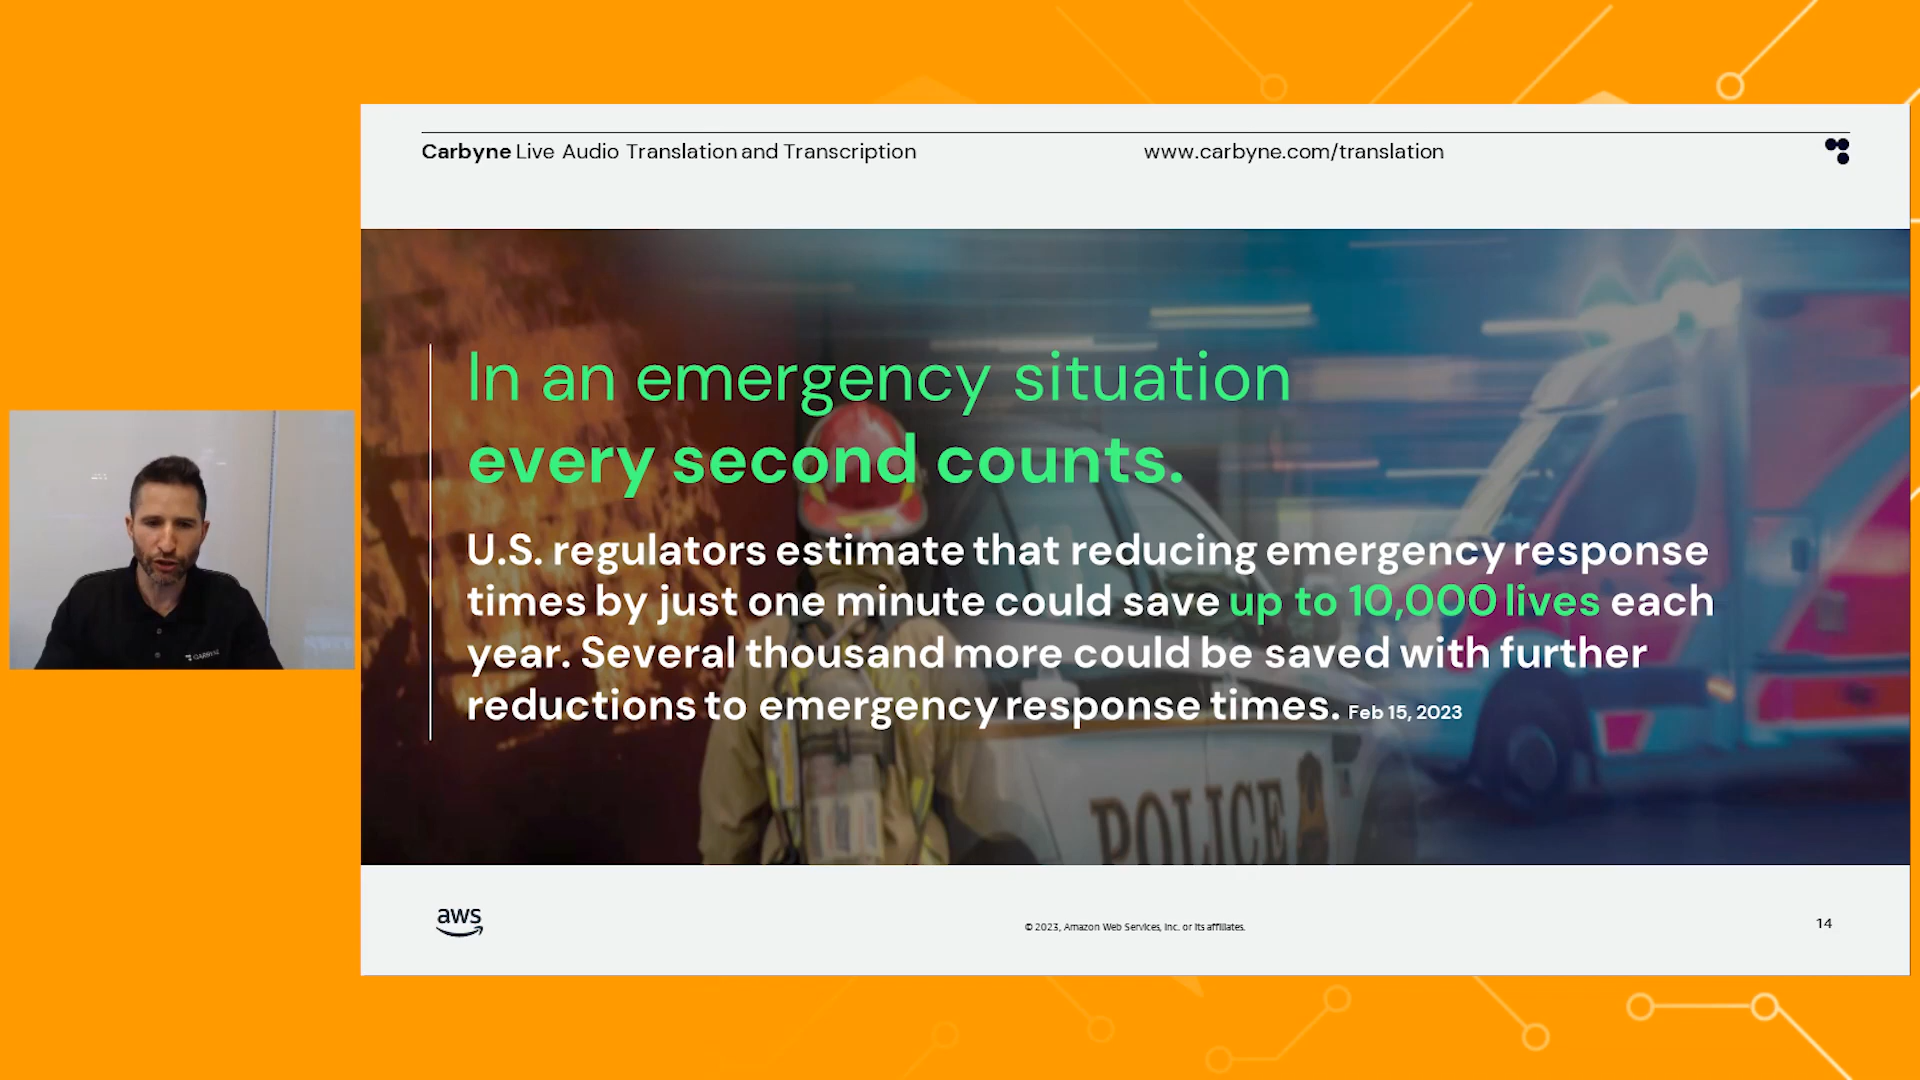 Carbyne Live Audio Translation and Transcription
www.carbyne.com/translation
In an emergency situation
every second counts.
U.S. regulators estimate that reducing emergency response
times by just one minute could save up to 10,000 lives each
year. Several thousand more could be saved with further
reductions to emergency response times. Feb 15, 2023
POLICE
CARBYNE
aws
© 2023, Amazon Web Services, Inc. or its affiliates.
14